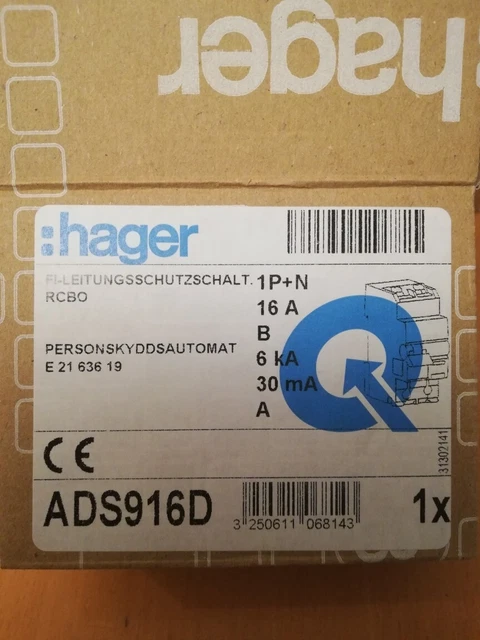 :hager
:hager
FI-LEITUNGSSCHUTZSCHALT.
RCBO
PERSONSKYDDSAUTOMAT
E 21 636 19
1P+N
16 A
B
6 kA
30 mA
A
31302141
CE
ADS916D
3 250611 068143
1x